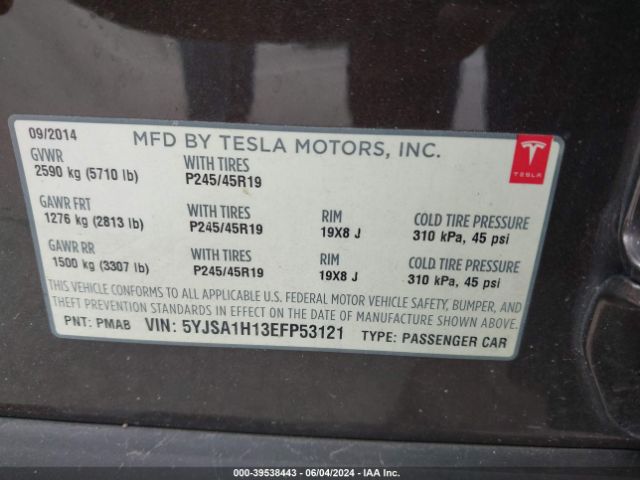 09/2014
MFD BY TESLA MOTORS, INC.
TESLA
GVWR WITH TIRES
2590 kg (5710 lb) P245/45R19
GAWR FRT WITH TIRES RIM COLD TIRE PRESSURE
1276 kg (2813 lb) P245/45R19 19X8 J 310 kPa, 45 psi
GAWR RR WITH TIRES RIM COLD TIRE PRESSURE
1500 kg (3307 lb) P245/45R19 19X8 J 310 kPa, 45 psi
THIS VEHICLE CONFORMS TO ALL APPLICABLE U.S. FEDERAL MOTOR VEHICLE SAFETY, BUMPER, AND
THEFT PREVENTION STANDARDS IN EFFECT ON THE DATE OF MANUFACTURE SHOWN ABOVE.
PNT: PMAB VIN: 5YJSA1H13EFP53121 TYPE: PASSENGER CAR
000-39538443 - 06/04/2024 - IAA Inc.